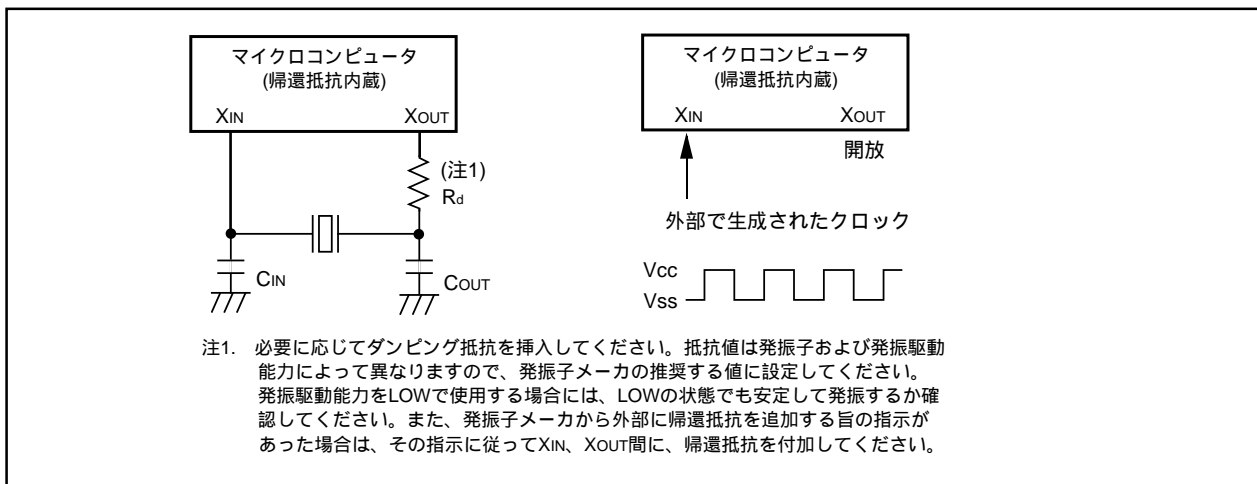 マイクロコンピュータ
(帰還抵抗内蔵)
XIN
XOUT
(注1)
Rd
CIN
COUT
マイクロコンピュータ
(帰還抵抗内蔵)
XIN
XOUT
開放
外部で生成されたクロック
Vcc
Vss
注1. 必要に応じてダンピング抵抗を挿入してください。抵抗値は発振子および発振駆動
能力によって異なりますので、発振子メーカの推奨する値に設定してください。
発振駆動能力をLOWで使用する場合には、LOWの状態でも安定して発振するか確
認してください。また、発振子メーカから外部に帰還抵抗を追加する旨の指示が
あった場合は、その指示に従ってXIN、XOUT間に、帰還抵抗を付加してください。